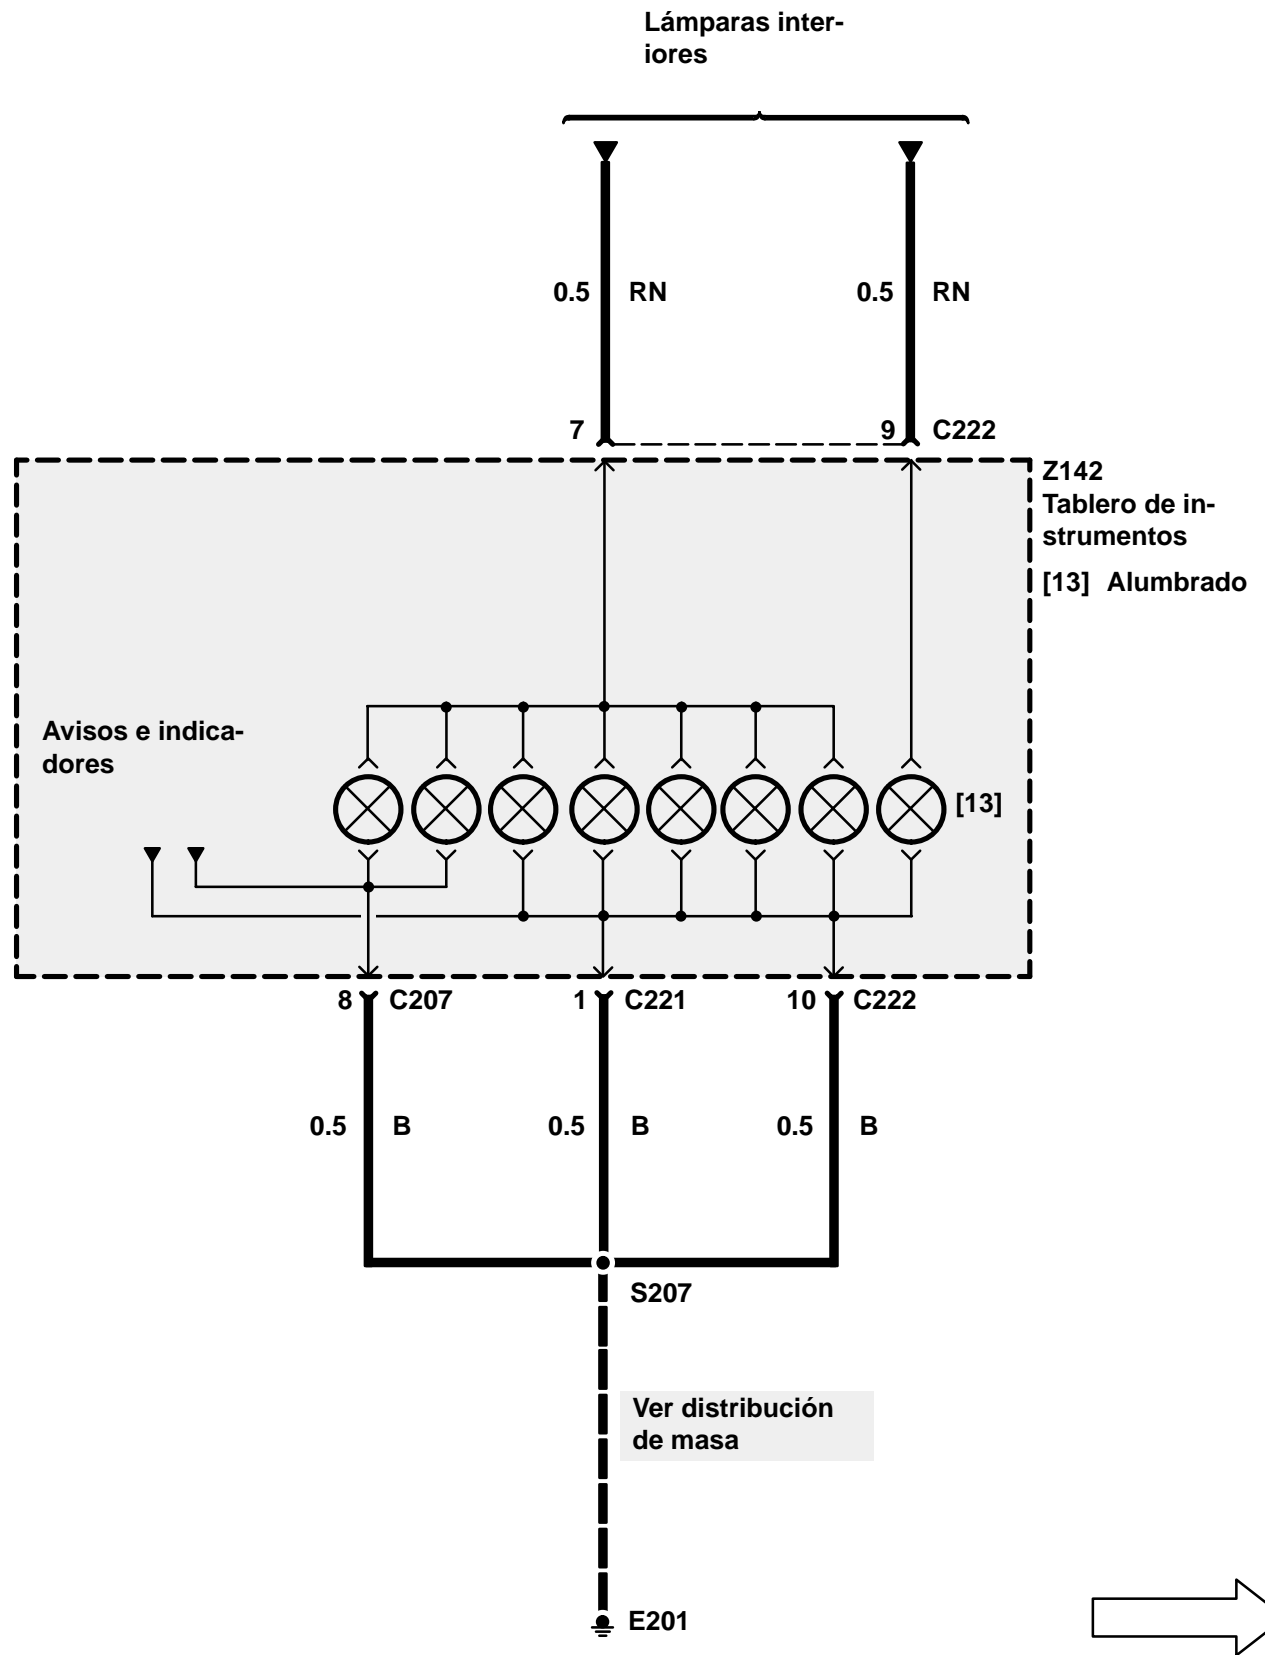 Lámparas inter-
iores
0.5 RN 0.5 RN
7 9 C222
Z142
Tablero de in-
strumentos
[13] Alumbrado
Avisos e indica-
dores
[13]
8 C207 1 C221 10 C222
0.5 B 0.5 B 0.5 B
S207
Ver distribución
de masa
E201